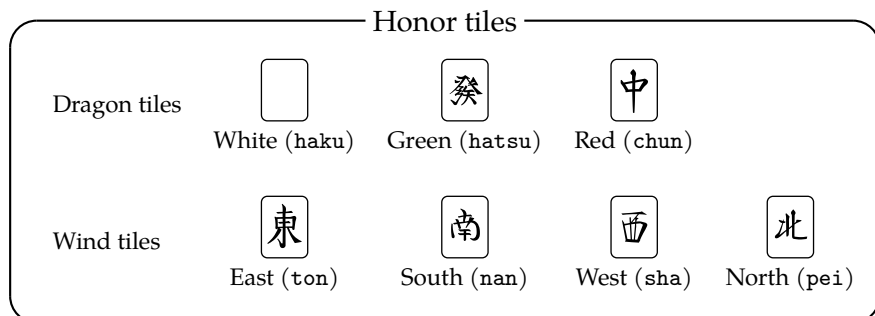 Honor tiles
發 中
Dragon tiles
White (haku) Green (hatsu) Red (chun)
東 南 西 北
Wind tiles
East (ton) South (nan) West (sha) North (pei)